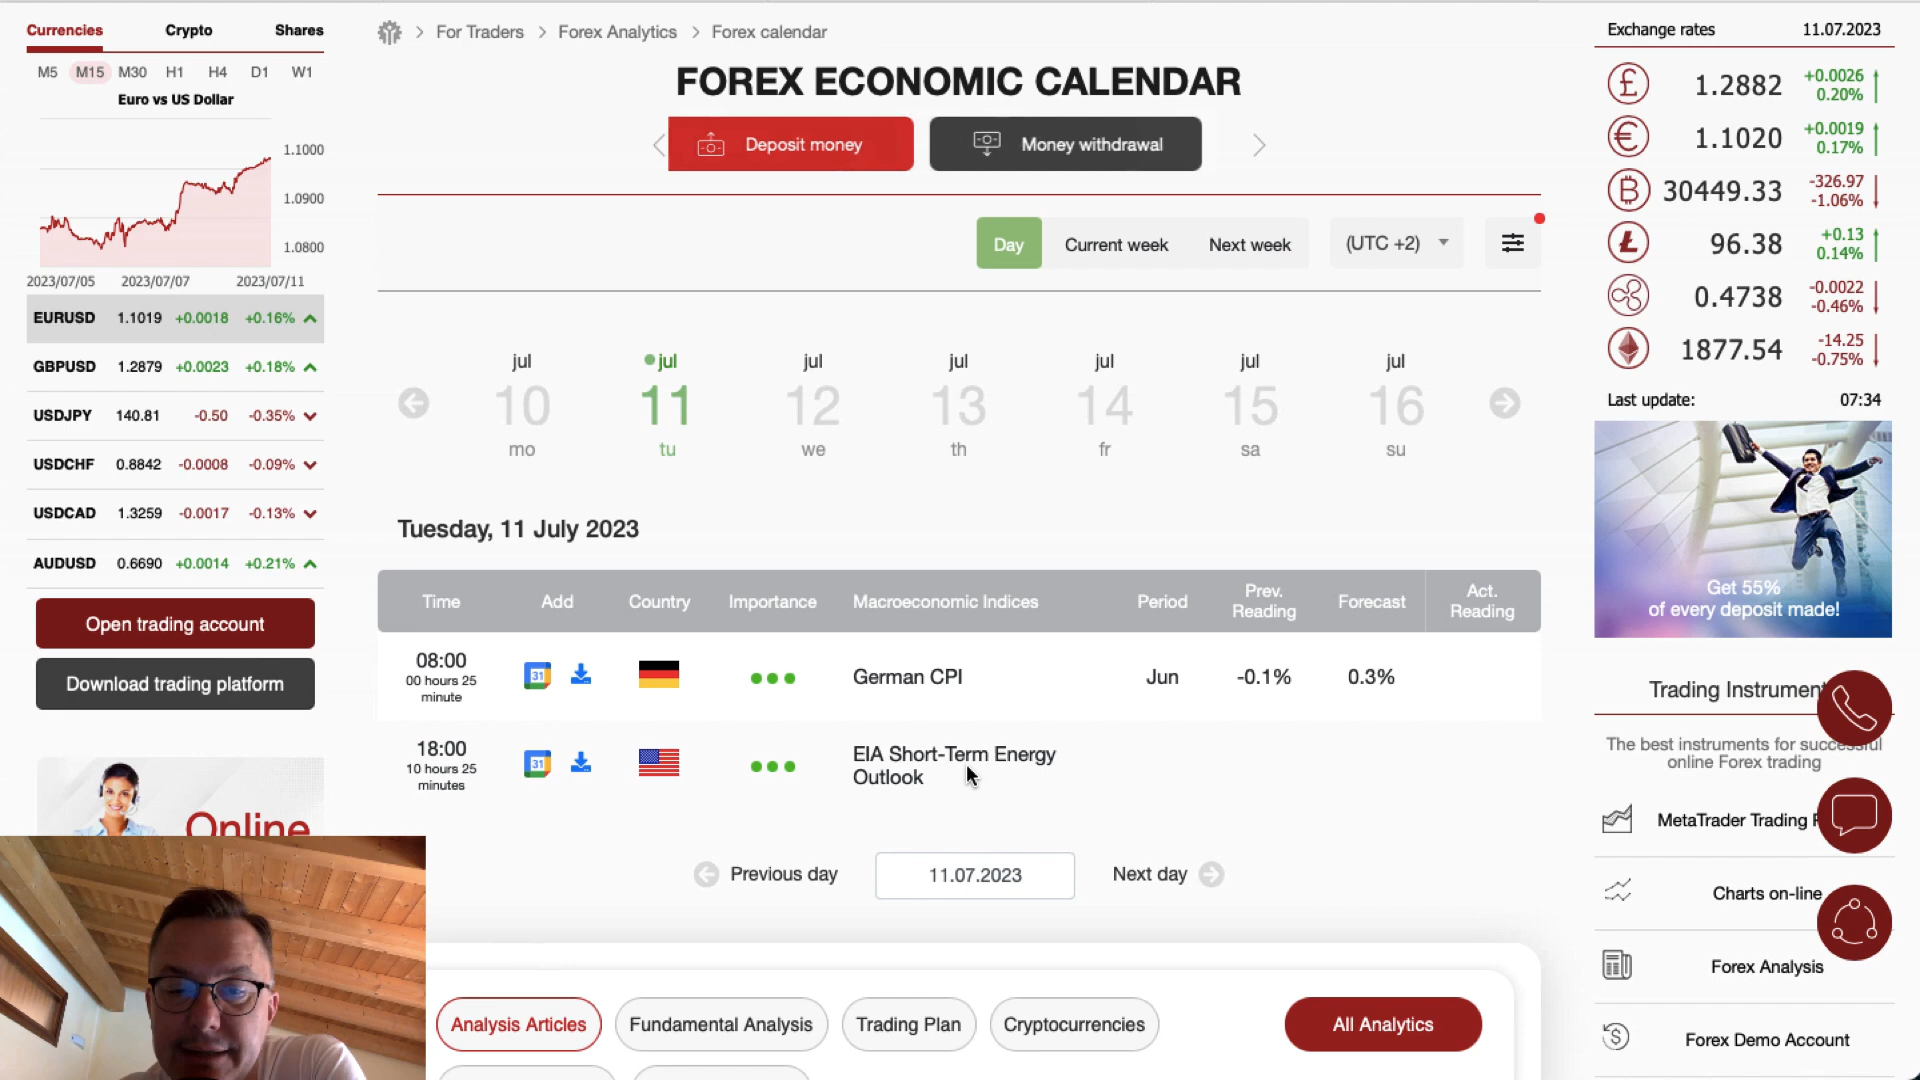 Currencies Crypto Shares
M5 M15 M30 H1 H4 D1 W1
Euro vs US Dollar
1.1000
1.0900
1.0800
2023/07/05 2023/07/07 2023/07/11
EURUSD 1.1019 +0.0018 +0.16%
GBPUSD 1.2879 +0.0023 +0.18%
USDJPY 140.81 -0.50 -0.35%
USDCHF 0.8842 -0.0008 -0.09%
USDCAD 1.3259 -0.0017 -0.13%
AUDUSD 0.6690 +0.0014 +0.21%
Open trading account
Download trading platform
Online
> For Traders > Forex Analytics > Forex calendar
FOREX ECONOMIC CALENDAR
Deposit money
Money withdrawal
Day Current week Next week (UTC +2)
jul jul jul jul jul jul jul
10 11 12 13 14 15 16
mo tu we th fr sa su
Tuesday, 11 July 2023
Time Add Country Importance Macroeconomic Indices Period Prev. Reading Forecast Act. Reading
08:00
00 hours 25
minute
31
German CPI Jun -0.1% 0.3%
18:00
10 hours 25
minutes
31
EIA Short-Term Energy
Outlook
Previous day 11.07.2023 Next day
Analysis Articles Fundamental Analysis Trading Plan Cryptocurrencies All Analytics
Exchange rates 11.07.2023
£ 1.2882 +0.0026
0.20%
€ 1.1020 +0.0019
0.17%
30449.33 -326.97
-1.06%
96.38 +0.13
0.14%
0.4738 -0.0022
-0.46%
1877.54 -14.25
-0.75%
Last update: 07:34
Get 55%
of every deposit made!
Trading Instrumen
The best instruments for successful
online Forex trading
MetaTrader Trading
Charts on-line
Forex Analysis
Forex Demo Account